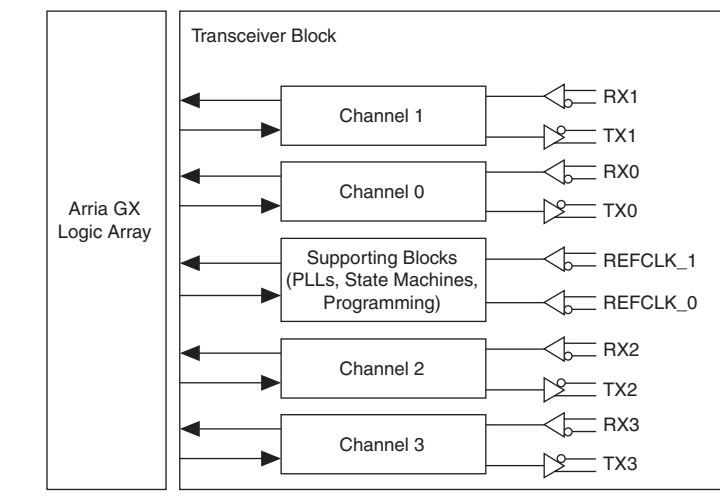 Transceiver Block
Channel 1
RX1
TX1
Channel 0
RX0
TX0
Arria GX
Logic Array
Supporting Blocks
(PLLs, State Machines,
Programming)
REFCLK_1
REFCLK_0
Channel 2
RX2
TX2
Channel 3
RX3
TX3